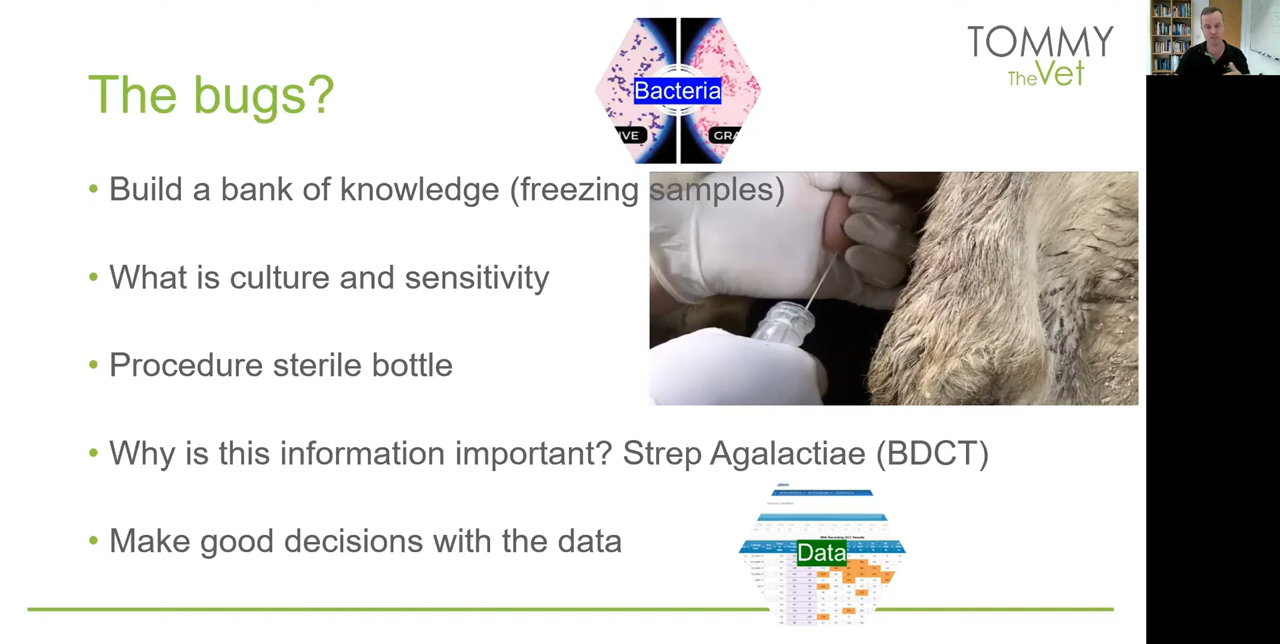 Bacteria
TOMMY
TheVet
The bugs?
IVE
GRA
• Build a bank of knowledge (freezing samples)
• What is culture and sensitivity
• Procedure sterile bottle
• Why is this information important? Strep Agalactiae (BDCT)
• Make good decisions with the data
Data